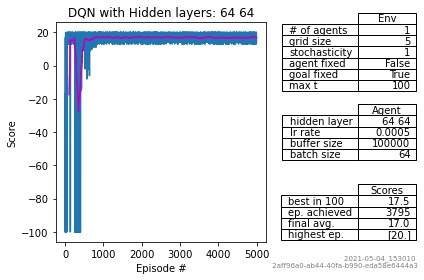 DQN with Hidden layers: 64 64
Score
20
0
−20
−40
−60
−80
−100
0 1000 2000 3000 4000 5000
Episode #
Env
# of agents 1
grid size 5
stochasticity 1
agent fixed False
goal fixed True
max t 100
Agent
hidden layer 64 64
lr rate 0.0005
buffer size 100000
batch size 64
Scores
best in 100 17.5
ep. achieved 3795
final avg. 17.0
highest ep. [20.]
2021-05-04_153010
2aff96a0-ab44-40fa-b990-eda58e6444a3